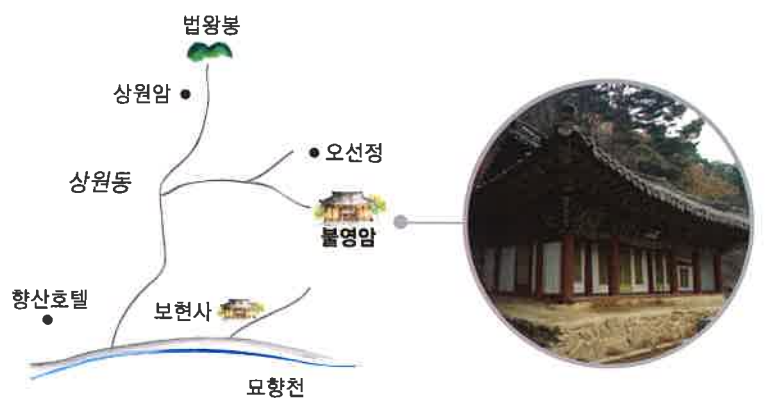 법왕봉
상원암
오선정
상원동
불영암
향산호텔
보현사
묘향천